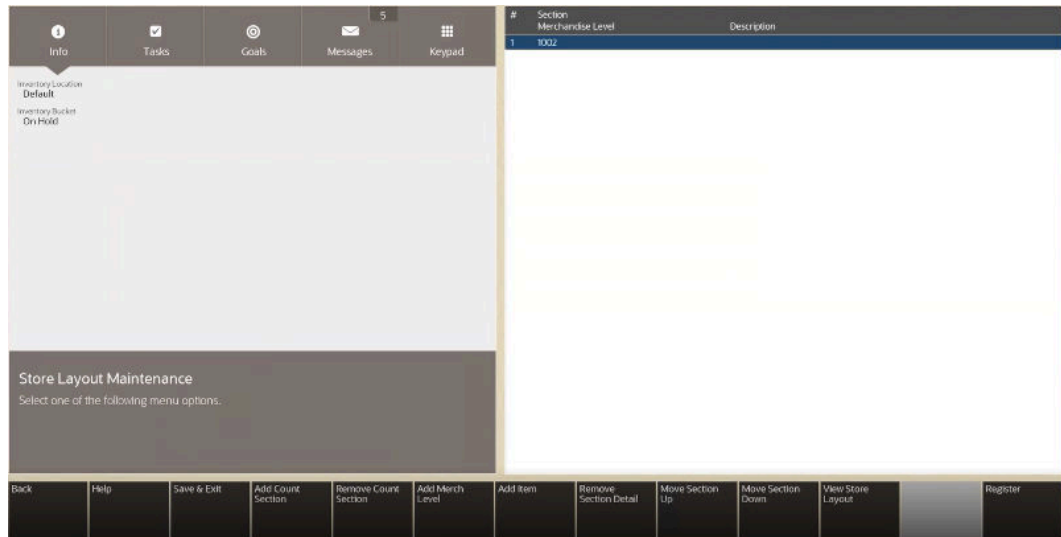 5
Info Tasks Goals Messages Keypad
Inventory Location
Default
Inventory Bucket
On Hold
Store Layout Maintenance
Select one of the following menu options.
# Section
Merchandise Level Description
1 1002
Back Help Save & Exit Add Count Section Remove Count Section Add Merch Level Add Item Remove Section Detail Move Section Up Move Section Down View Store Layout Register